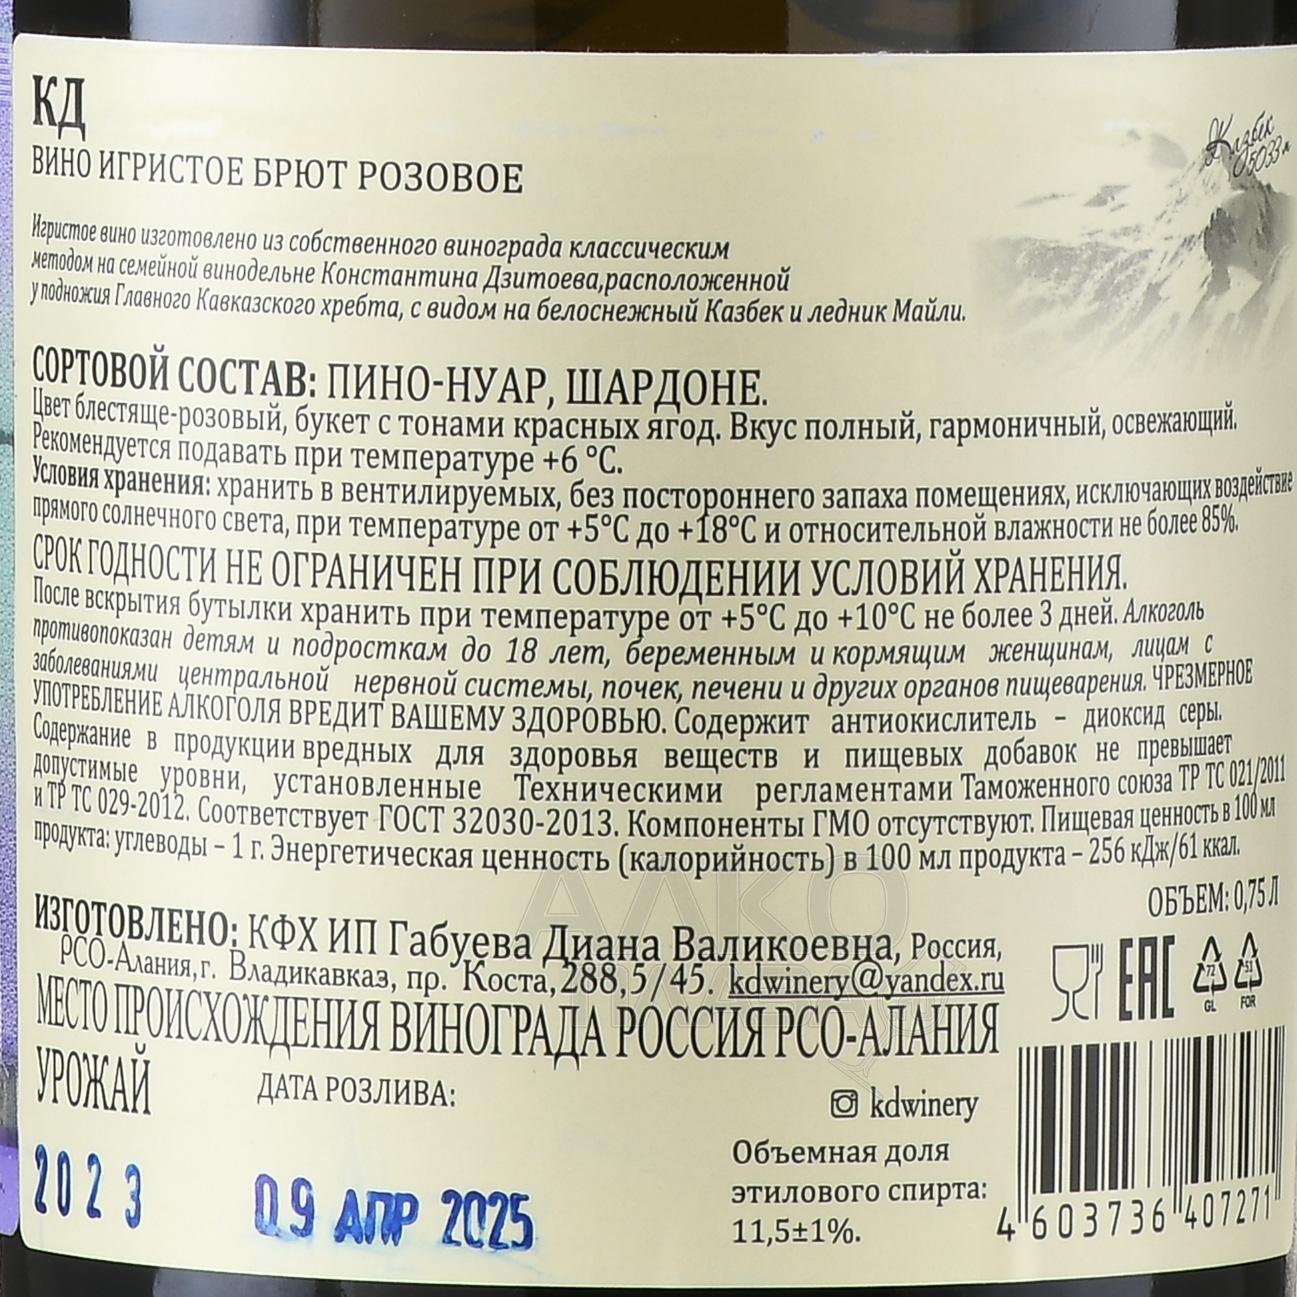 КД
ВИНО ИГРИСТОЕ БРЮТ РОЗОВОЕ
Казбек
5033 м
Игристое вино изготовлено из собственного винограда классическим
методом на семейной винодельне Константина Дзитоева,расположенной
у подножия Главного Кавказского хребта, с видом на белоснежный Казбек и ледник Майли.
СОРТОВОЙ СОСТАВ: ПИНО-НУАР, ШАРДОНЕ.
Цвет блестяще-розовый, букет с тонами красных ягод. Вкус полный, гармоничный, освежающий.
Рекомендуется подавать при температуре +6 °С.
Условия хранения: хранить в вентилируемых, без постороннего запаха помещениях, исключающих воздействие
прямого солнечного света, при температуре от +5°С до +18°С и относительной влажности не более 85%.
СРОК ГОДНОСТИ НЕ ОГРАНИЧЕН ПРИ СОБЛЮДЕНИИ УСЛОВИЙ ХРАНЕНИЯ.
После вскрытия бутылки хранить при температуре от +5°С до +10°С не более 3 дней. Алкоголь
противопоказан детям и подросткам до 18 лет, беременным и кормящим женщинам, лицам с
заболеваниями центральной нервной системы, почек, печени и других органов пищеварения. ЧРЕЗМЕРНОЕ
УПОТРЕБЛЕНИЕ АЛКОГОЛЯ ВРЕДИТ ВАШЕМУ ЗДОРОВЬЮ. Содержит антиокислитель – диоксид серы.
Содержание в продукции вредных для здоровья веществ и пищевых добавок не превышает
допустимые уровни, установленные Техническими регламентами Таможенного союза ТР ТС 021/2011
и ТР ТС 029-2012. Соответствует ГОСТ 32030-2013. Компоненты ГМО отсутствуют. Пищевая ценность в 100 мл
продукта: углеводы – 1 г. Энергетическая ценность (калорийность) в 100 мл продукта – 256 кДж/61 ккал.
ОБЪЕМ: 0,75 Л
ИЗГОТОВЛЕНО: КФХ ИП Габуева Диана Валикоевна, Россия,
РСО-Алания,г. Владикавказ, пр. Коста,288,5/45. kdwinery@yandex.ru
EAC
72
GL
51
FOR
МЕСТО ПРОИСХОЖДЕНИЯ ВИНОГРАДА РОССИЯ РСО-АЛАНИЯ
УРОЖАЙ
ДАТА РОЗЛИВА:
kdwinery
2023
09 АПР 2025
Объемная доля
этилового спирта:
11,5±1%.
4 603736 407271
АЛКО
ПЛАЗА